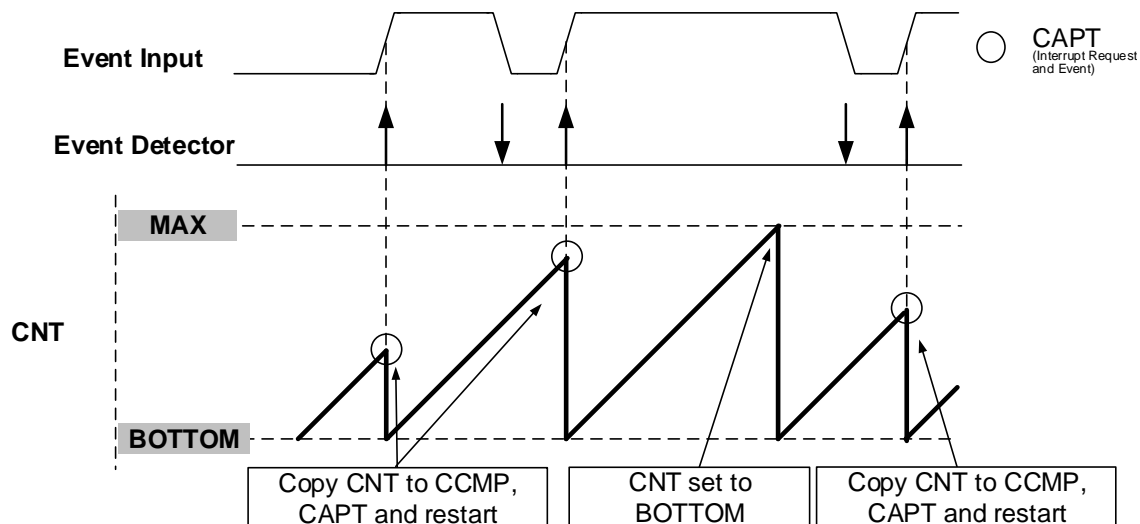 Event Input
CAPT
(Interrupt Request
and Event)
Event Detector
MAX
CNT
BOTTOM
Copy CNT to CCMP,
CAPT and restart
CNT set to
BOTTOM
Copy CNT to CCMP,
CAPT and restart